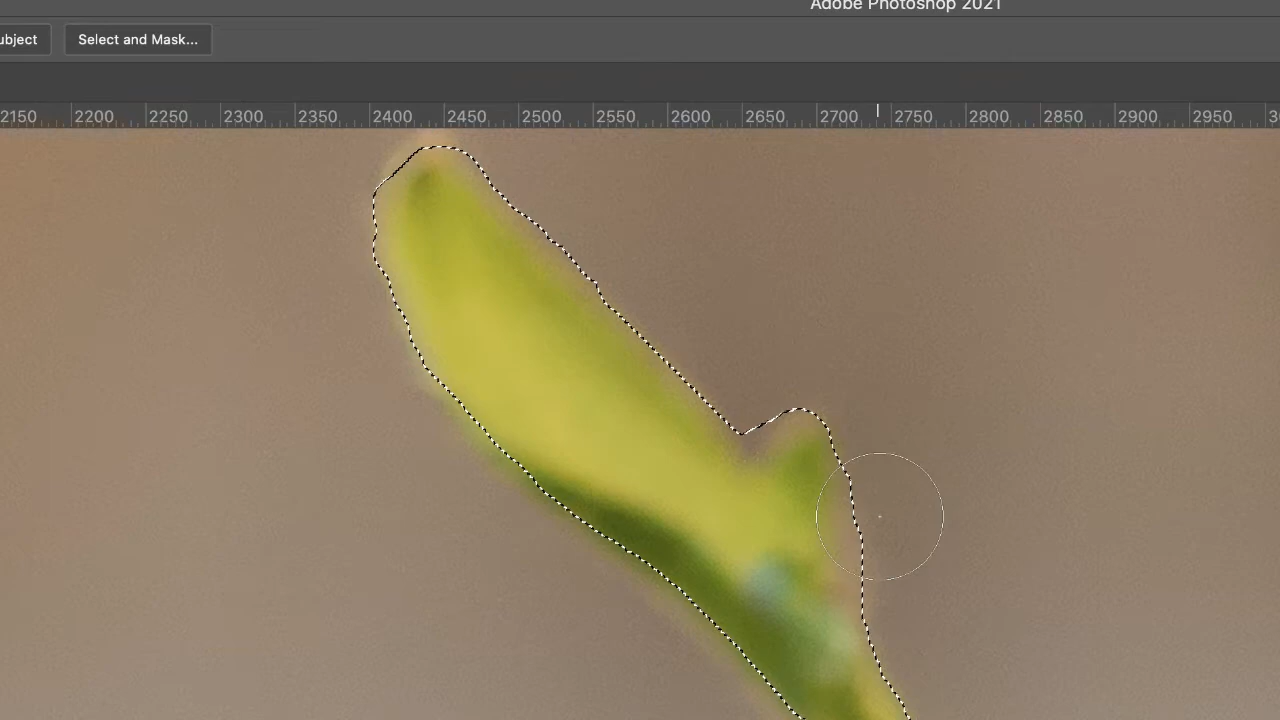 Adobe Photoshop 2021
ubject Select and Mask...
2150 2200 2250 2300 2350 2400 2450 2500 2550 2600 2650 2700 2750 2800 2850 2900 2950 30